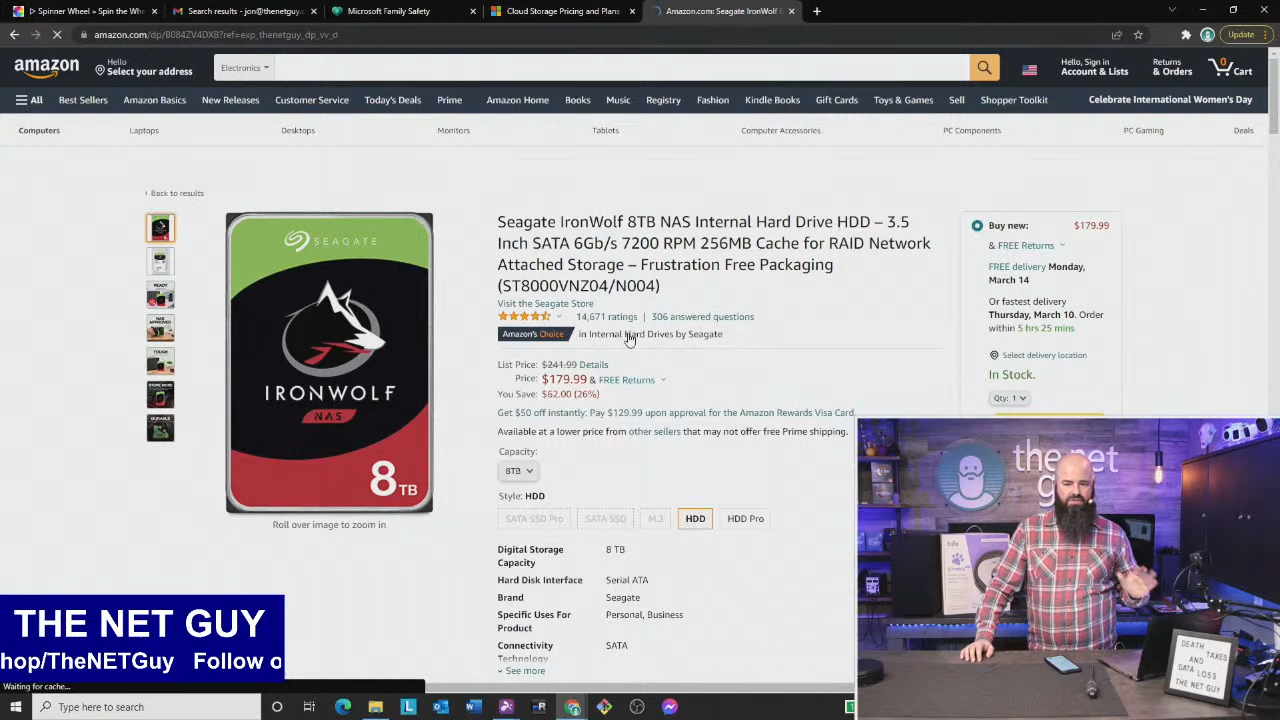 Spinner Wheel » Spin the Whe
Search results - jon@thenetguy.c
Microsoft Family Safety
Cloud Storage Pricing and Plans
Amazon.com: Seagate IronWolf 8
amazon.com/dp/B084ZV4DX8?ref=exp_thenetguy_dp_vv_d
Update
amazon
Hello
Select your address
Electronics
Hello, Sign in
Account & Lists
Returns
& Orders
0
Cart
All Best Sellers Amazon Basics New Releases Customer Service Today's Deals Prime Amazon Home Books Music Registry Fashion Kindle Books Gift Cards Toys & Games Sell Shopper Toolkit Celebrate International Women's Day
Computers Laptops Desktops Monitors Tablets Computer Accessories PC Components PC Gaming Deals
‹ Back to results
SEAGATE
IRONWOLF
NAS
8 TB
Roll over image to zoom in
Seagate IronWolf 8TB NAS Internal Hard Drive HDD – 3.5
Inch SATA 6Gb/s 7200 RPM 256MB Cache for RAID Network
Attached Storage – Frustration Free Packaging
(ST8000VNZ04/N004)
Visit the Seagate Store
14,671 ratings | 306 answered questions
Amazon's Choice in Internal Hard Drives by Seagate
List Price: $241.99 Details
Price: $179.99 & FREE Returns
You Save: $62.00 (26%)
Get $50 off instantly: Pay $129.99 upon approval for the Amazon Rewards Visa Card.
Available at a lower price from other sellers that may not offer free Prime shipping.
Capacity:
8TB
Style: HDD
SATA SSD Pro SATA SSD M.2 HDD HDD Pro
Digital Storage
Capacity
8 TB
Hard Disk Interface Serial ATA
Brand Seagate
Specific Uses For
Product
Personal, Business
Connectivity
Technology
SATA
See more
Buy new: $179.99
& FREE Returns
FREE delivery Monday,
March 14
Or fastest delivery
Thursday, March 10. Order
within 5 hrs 25 mins
Select delivery location
In Stock.
Qty: 1
the net
g
DEATH TAXES
AND
DATA LOSS
THE NET GUY
THE NET GUY
hop/TheNETGuy Follow o
Waiting for cache...
Type here to search